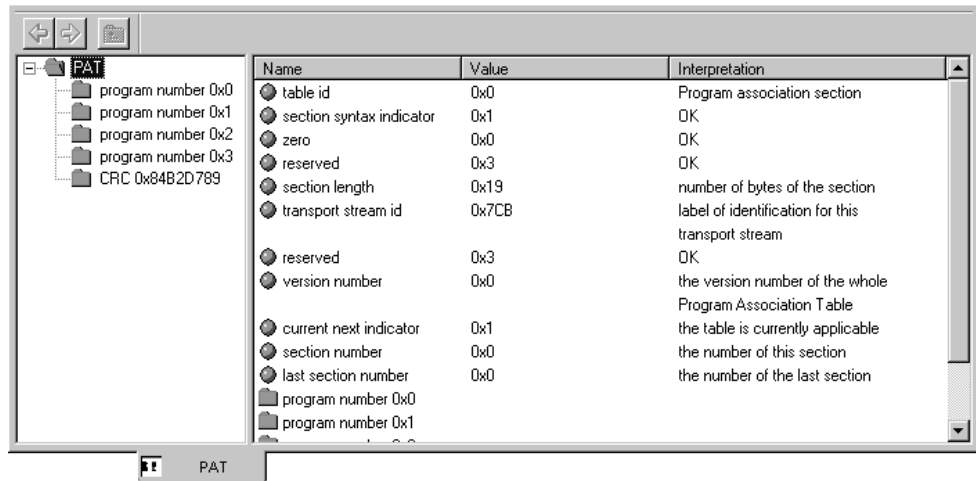 PAT
program number 0x0
program number 0x1
program number 0x2
program number 0x3
CRC 0x84B2D789
Name Value Interpretation
table id 0x0 Program association section
section syntax indicator 0x1 OK
zero 0x0 OK
reserved 0x3 OK
section length 0x19 number of bytes of the section
transport stream id 0x7CB label of identification for this
transport stream
reserved 0x3 OK
version number 0x0 the version number of the whole
Program Association Table
current next indicator 0x1 the table is currently applicable
section number 0x0 the number of this section
last section number 0x0 the number of the last section
program number 0x0
program number 0x1
PAT